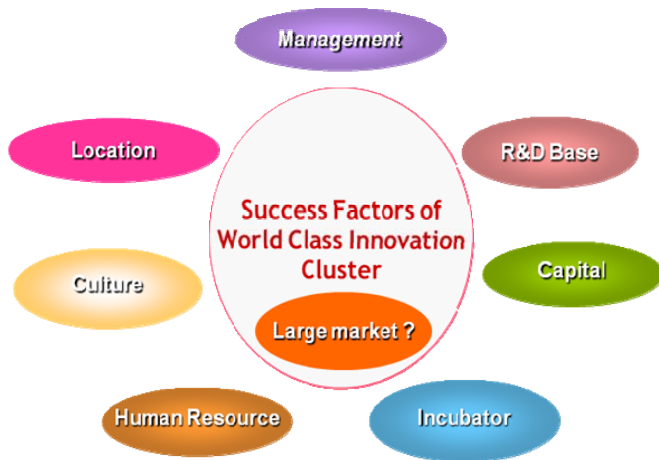 Management
Location
R&D Base
Success Factors of
World Class Innovation
Cluster
Culture
Capital
Large market ?
Human Resource
Incubator